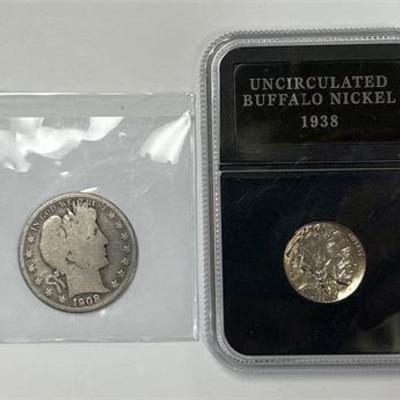 UNCIRCULATED
BUFFALO NICKEL
1938
IN GOD WE TRUST
1908